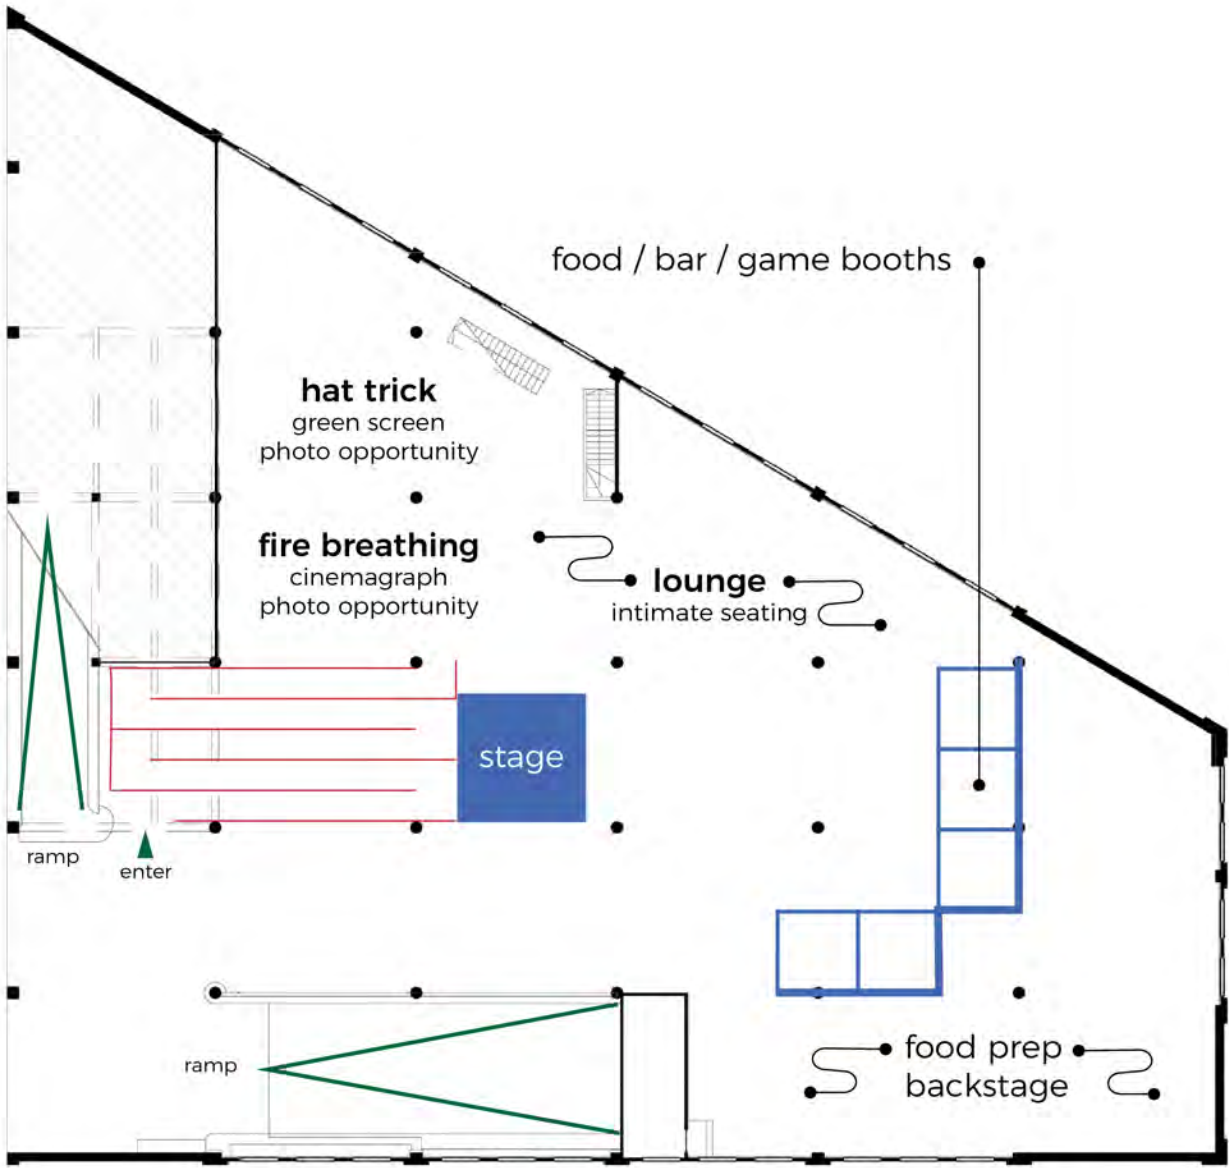 food / bar / game booths
hat trick
green screen
photo opportunity
fire breathing
cinemagraph
photo opportunity
lounge
intimate seating
stage
ramp
enter
ramp
food prep
backstage